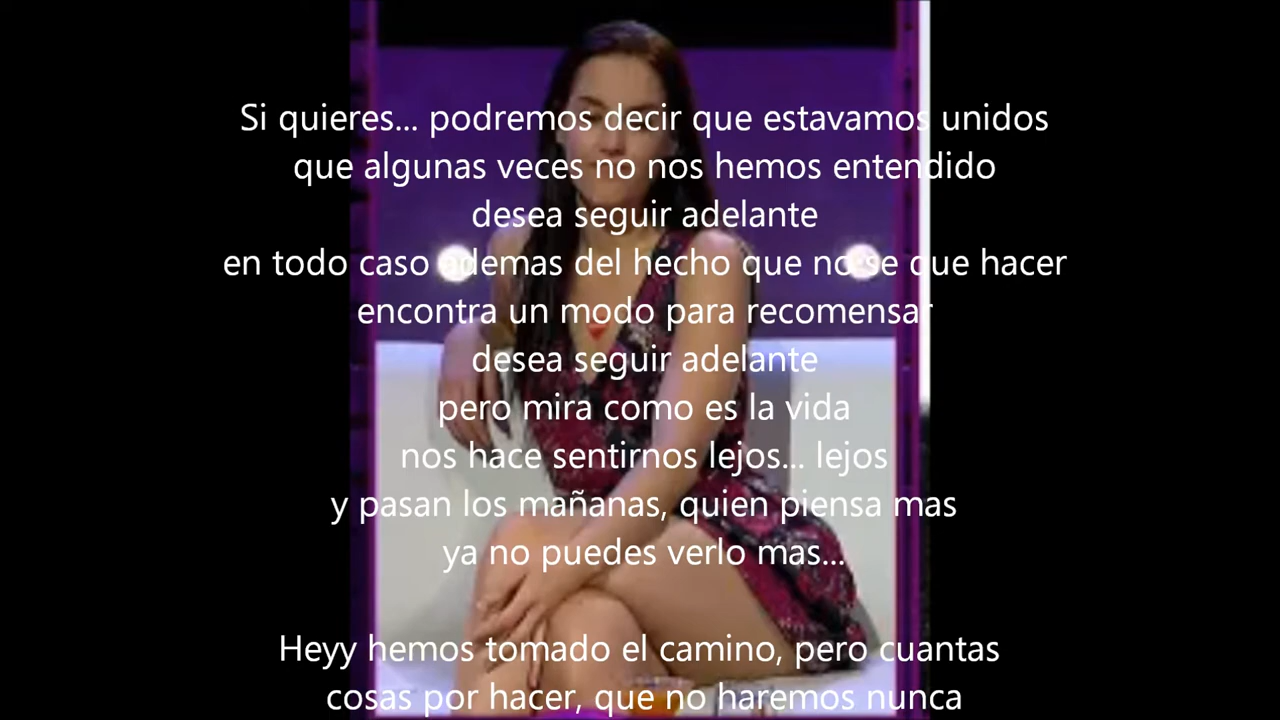 Si quieres... podremos decir que estavamos unidos
que algunas veces no nos hemos entendido
desea seguir adelante
en todo caso ademas del hecho que no se que hacer
encontra un modo para recomensar
desea seguir adelante
pero mira como es la vida
nos hace sentirnos lejos... lejos
y pasan los mañanas, quien piensa mas
ya no puedes verlo mas...
Heyy hemos tomado el camino, pero cuantas
cosas por hacer, que no haremos nunca